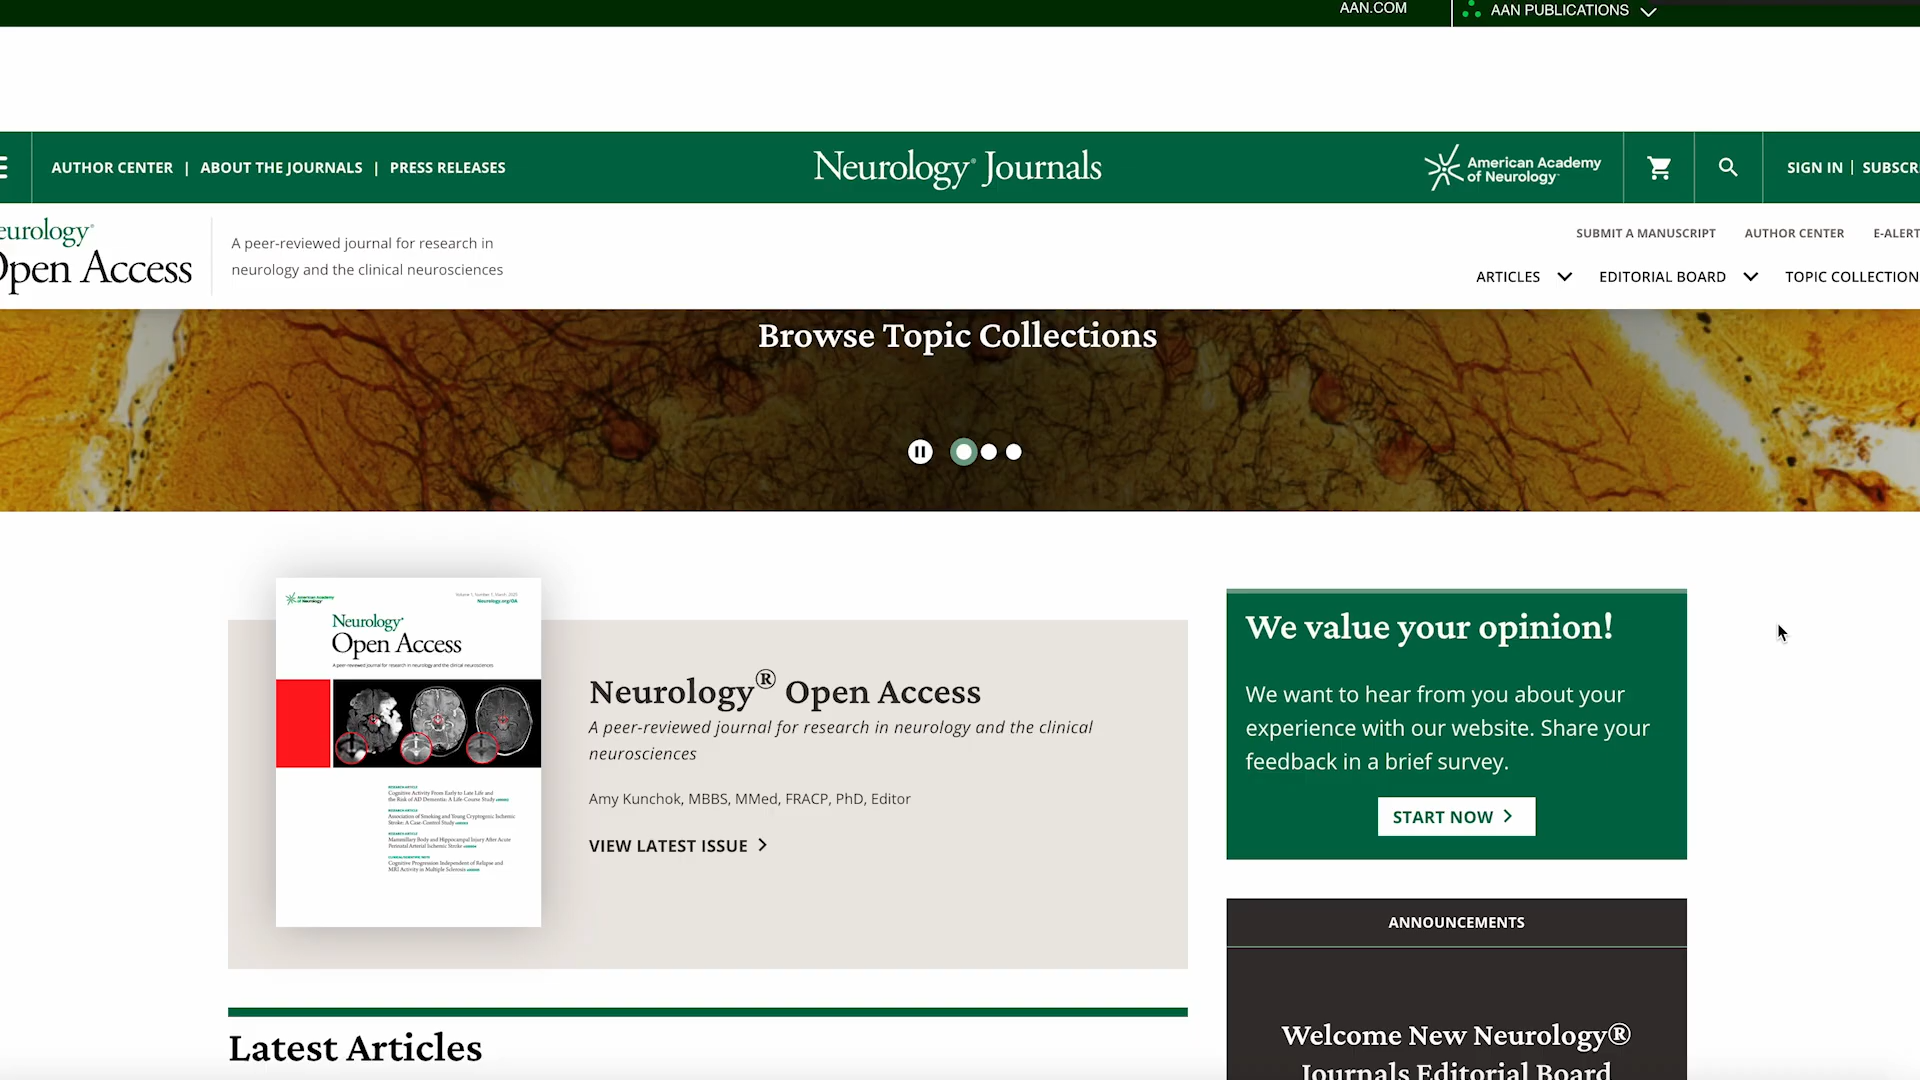 AAN.COM
AAN PUBLICATIONS
AUTHOR CENTER | ABOUT THE JOURNALS | PRESS RELEASES
Neurology® Journals
American Academy
of Neurology
SIGN IN | SUBSCR
eurology®
Open Access
A peer-reviewed journal for research in
neurology and the clinical neurosciences
SUBMIT A MANUSCRIPT
AUTHOR CENTER
E-ALERT
ARTICLES
EDITORIAL BOARD
TOPIC COLLECTION
Browse Topic Collections
American Academy
of Neurology
Volume 1, Number 1, March 2025
Neurology.org/OA
Neurology®
Open Access
A peer-reviewed journal for research in neurology and the clinical neurosciences
RESEARCH ARTICLE
Cognitive Activity From Early to Late Life and
the Risk of AD Dementia: A Life-Course Study
RESEARCH ARTICLE
Association of Smoking and Young Cryptogenic Ischemic
Stroke: A Case-Control Study
RESEARCH ARTICLE
Mammillary Body and Hippocampal Injury After Acute
Perinatal Arterial Ischemic Stroke
Cognitive Progression Independent of Relapse and
MRI Activity in Multiple Sclerosis
Neurology® Open Access
A peer-reviewed journal for research in neurology and the clinical
neurosciences
Amy Kunchok, MBBS, MMed, FRACP, PhD, Editor
VIEW LATEST ISSUE
We value your opinion!
We want to hear from you about your
experience with our website. Share your
feedback in a brief survey.
START NOW
ANNOUNCEMENTS
Welcome New Neurology®
Journals Editorial Board
Latest Articles